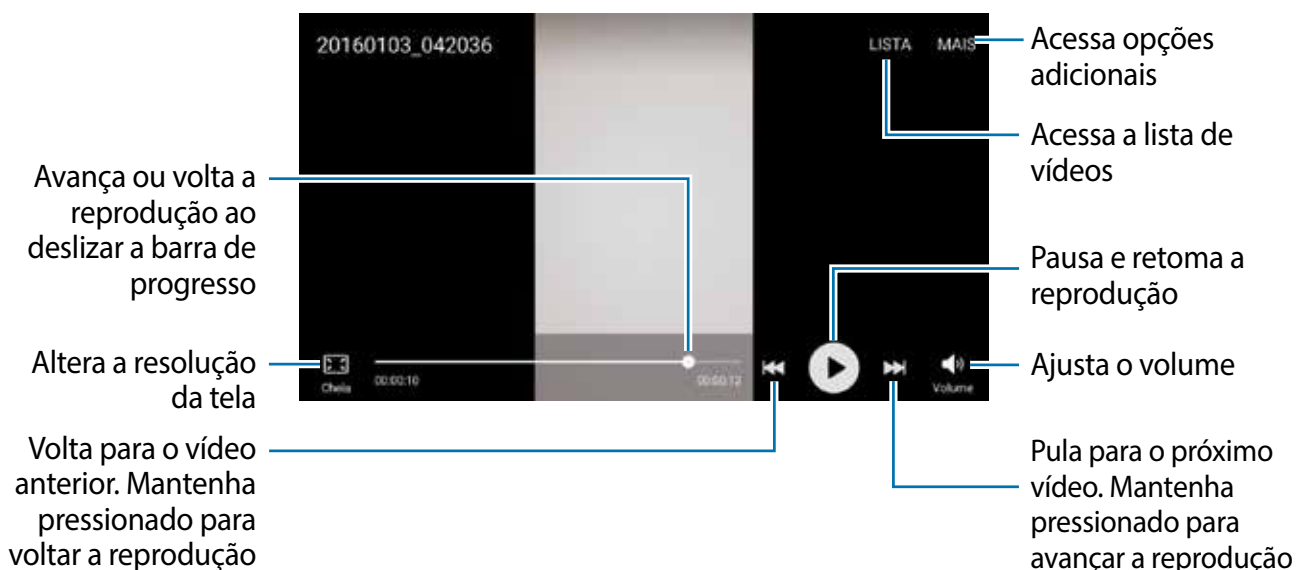 20160103_042036
LISTA MAIS
Acessa opções
adicionais
Acessa a lista de
vídeos
Avança ou volta a
reprodução ao
deslizar a barra de
progresso
Pausa e retoma a
reprodução
Altera a resolução
da tela
Cheia
00:00:10
00:00:12
Volume
Ajusta o volume
Volta para o vídeo
anterior. Mantenha
pressionado para
voltar a reprodução
Pula para o próximo
vídeo. Mantenha
pressionado para
avançar a reprodução